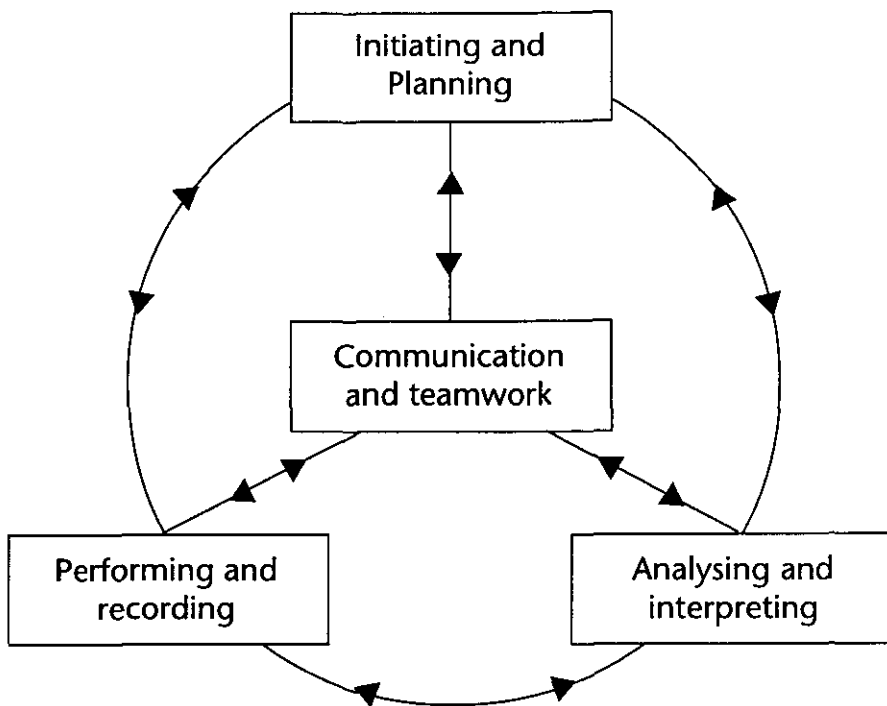 Initiating and
Planning
Communication
and teamwork
Performing and
recording
Analysing and
interpreting